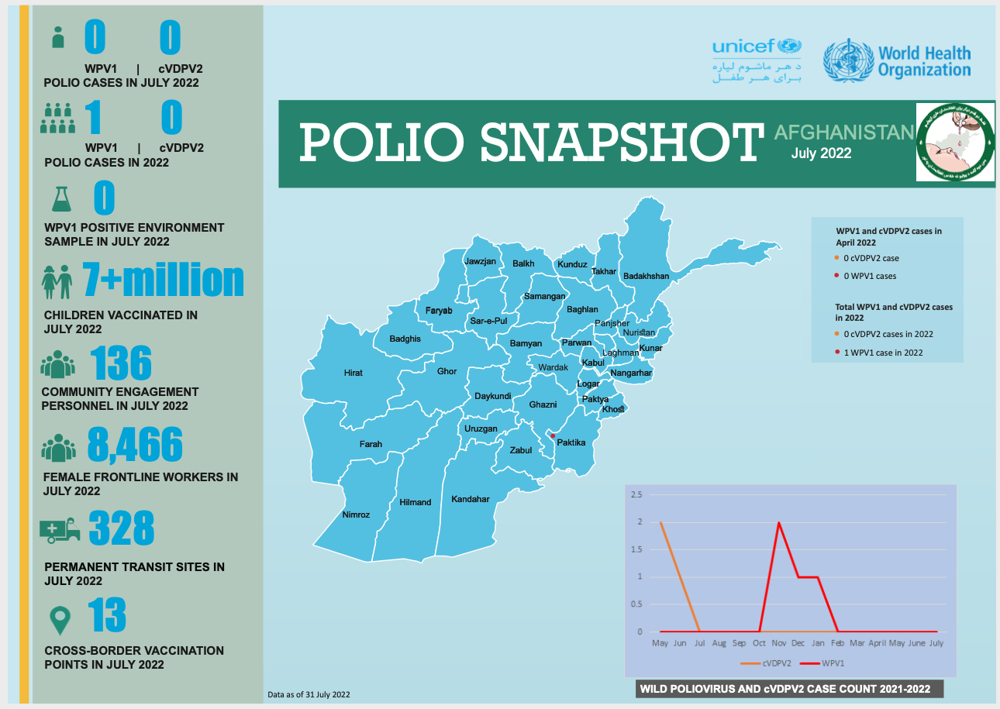 0 0
WPV1 | cVDPV2
POLIO CASES IN JULY 2022
1 0
WPV1 | cVDPV2
POLIO CASES IN 2022
0
WPV1 POSITIVE ENVIRONMENT
SAMPLE IN JULY 2022
7+million
CHILDREN VACCINATED IN
JULY 2022
136
COMMUNITY ENGAGEMENT
PERSONNEL IN JULY 2022
8,466
FEMALE FRONTLINE WORKERS IN
JULY 2022
328
PERMANENT TRANSIT SITES IN
JULY 2022
13
CROSS-BORDER VACCINATION
POINTS IN JULY 2022
unicef
د هر ماشوم لپاره
برای هر طفل
World Health
Organization
POLIO SNAPSHOT
AFGHANISTAN
July 2022
Jawzjan
Balkh
Kunduz
Takhar
Badakhshan
Samangan
Faryab
Baghlan
Sar-e-Pul
Panjsher
Nuristan
Badghis
Bamyan
Parwan
Kunar
Laghman
Kabul
Hirat
Ghor
Wardak
Nangarhar
Logar
Daykundi
Ghazni
Paktya
Khost
Uruzgan
Farah
Zabul
Paktika
Hilmand
Kandahar
Nimroz
WPV1 and cVDPV2 cases in
April 2022
0 cVDPV2 case
0 WPV1 cases
Total WPV1 and cVDPV2 cases
in 2022
0 cVDPV2 cases in 2022
1 WPV1 case in 2022
2.5
2
1.5
1
0.5
0
May Jun Jul Aug Sep Oct Nov Dec Jan Feb Mar April May June July
cVDPV2 WPV1
WILD POLIOVIRUS AND cVDPV2 CASE COUNT 2021-2022
Data as of 31 July 2022